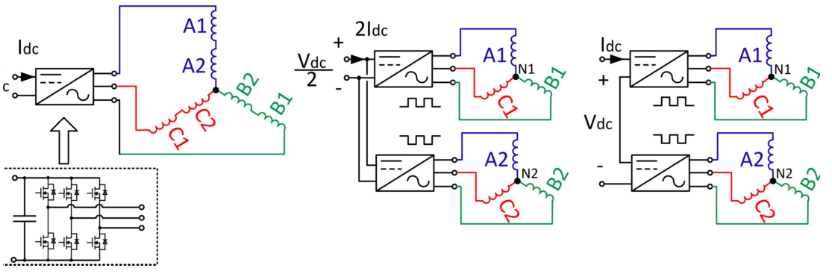 Idc
c
A1
A2
B2
B1
C2
C1
+
2Idc
Vdc
2
-
A1
N1
B1
C1
A2
N2
B2
C2
Idc
+
Vdc
-
A1
N1
B1
C1
A2
N2
B2
C2